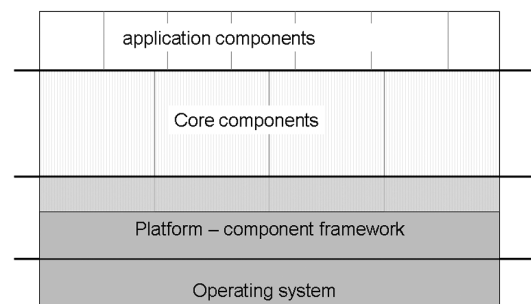 application components
Core components
Platform – component framework
Operating system